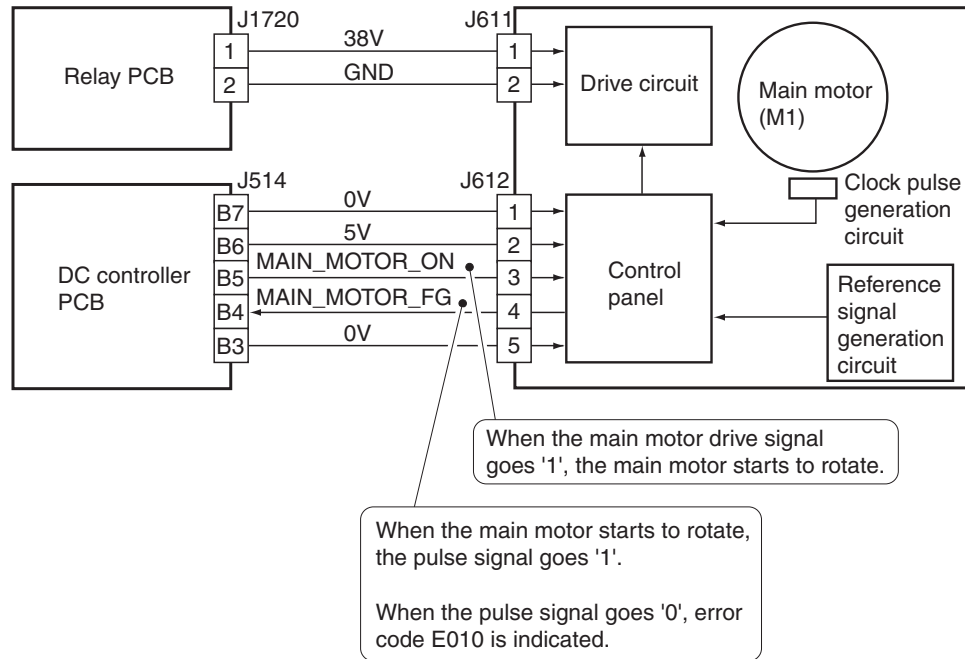 J1720
J611
Relay PCB
1
38V
1
2
GND
2
Drive circuit
Main motor
(M1)
J514
J612
DC controller
PCB
B7
0V
1
B6
5V
2
B5
MAIN_MOTOR_ON
3
B4
MAIN_MOTOR_FG
4
B3
0V
5
Control
panel
Clock pulse
generation
circuit
Reference
signal
generation
circuit
When the main motor drive signal
goes '1', the main motor starts to rotate.
When the main motor starts to rotate,
the pulse signal goes '1'.
When the pulse signal goes '0', error
code E010 is indicated.